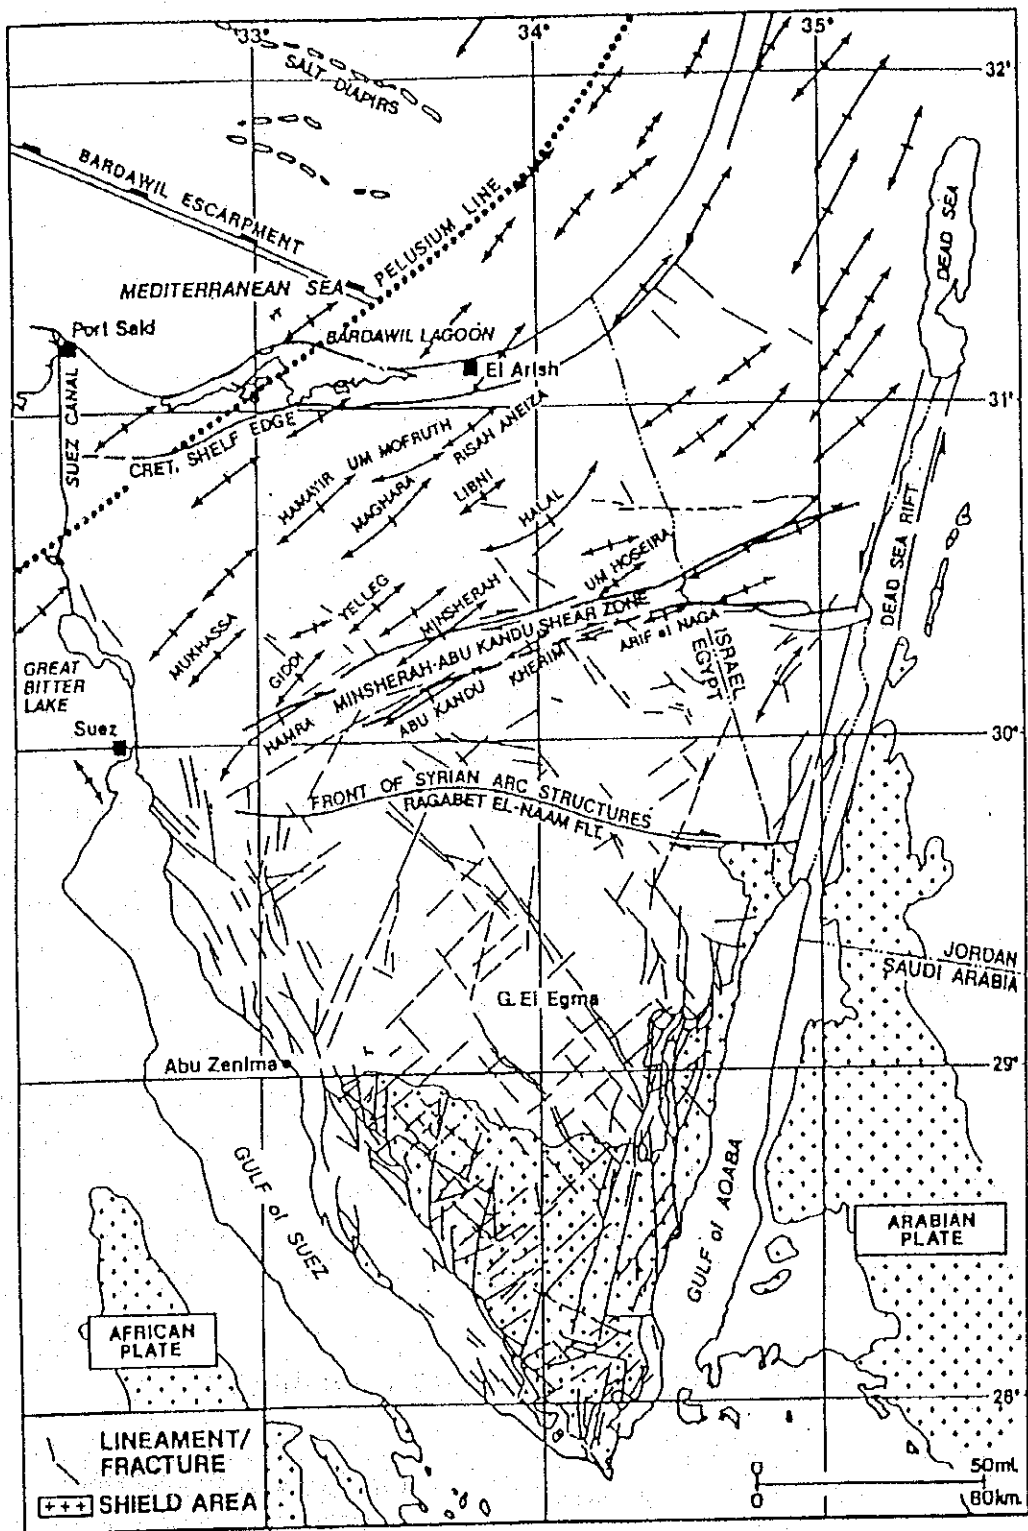 33°
34°
35°
32°
SALT DIAPIRS
BARDAWIL ESCARPMENT
PELUSIUM LINE
DEAD SEA
MEDITERRANEAN SEA
BARDAWIL LAGOON
Port Said
El Arish
31°
SUEZ CANAL
CRET. SHELF EDGE
HAMAYIR
UM MOFRUTH
RISAH ANEIZA
MAGHARA
LIBNI
HALAL
DEAD SEA RIFT
UM HOSEIRA
YELLEG
MINSHERAH
MUKHASSA
GIDDI
MINSHERAH-ABU KANDU SHEAR ZONE
KHERIM
ARIF el NAGA
ISRAEL
EGYPT
GREAT
BITTER
LAKE
HAMRA
ABU KANDU
Suez
30°
FRONT OF SYRIAN ARC STRUCTURES
RAGABET EL-NAAM FLT.
JORDAN
SAUDI ARABIA
G. El Egma
Abu Zenima
29°
GULF of SUEZ
GULF of AQABA
ARABIAN
PLATE
AFRICAN
PLATE
28°
LINEAMENT/
FRACTURE
SHIELD AREA
0
50mi.
0
80km.